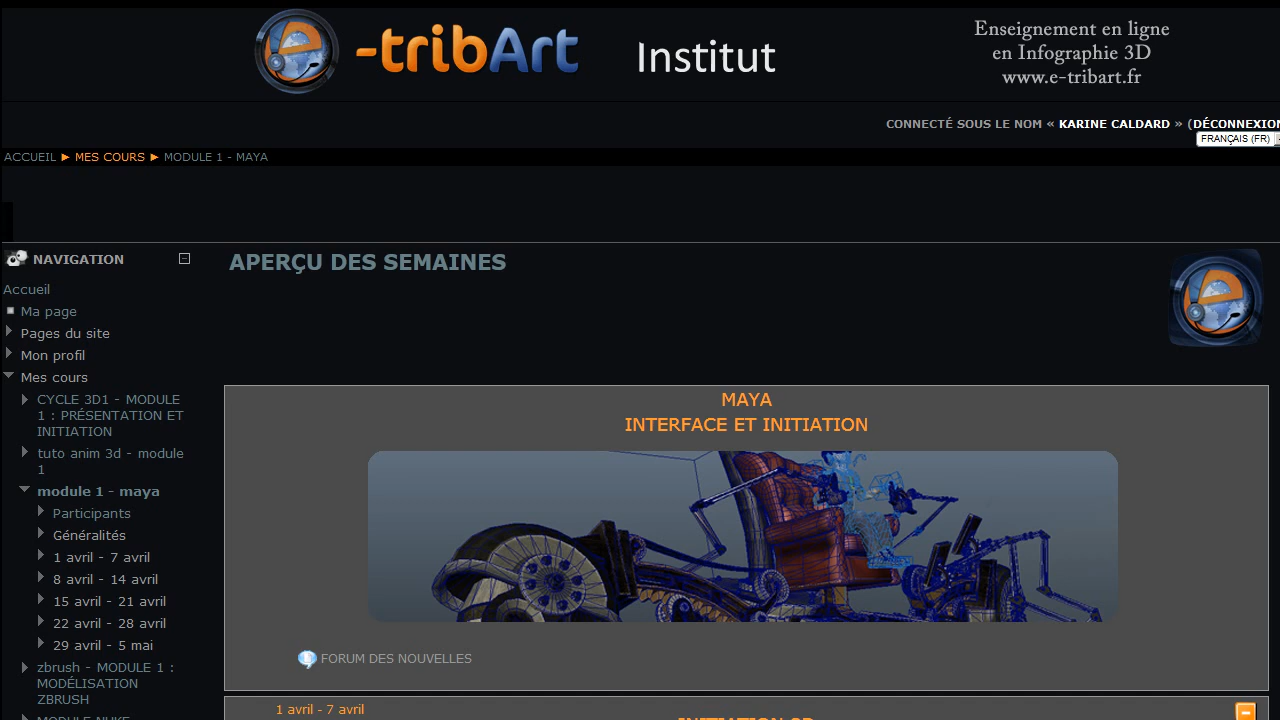 -tribArt Institut
Enseignement en ligne
en Infographie 3D
www.e-tribart.fr
CONNECTÉ SOUS LE NOM « KARINE CALDARD » (DÉCONNEXION
FRANÇAIS (FR)
ACCUEIL ► MES COURS ► MODULE 1 - MAYA
NAVIGATION
Accueil
Ma page
Pages du site
Mon profil
Mes cours
CYCLE 3D1 - MODULE
1 : PRÉSENTATION ET
INITIATION
tuto anim 3d - module
1
module 1 - maya
Participants
Généralités
1 avril - 7 avril
8 avril - 14 avril
15 avril - 21 avril
22 avril - 28 avril
29 avril - 5 mai
zbrush - MODULE 1 :
MODÉLISATION
ZBRUSH
MODULE NUKE
APERÇU DES SEMAINES
MAYA
INTERFACE ET INITIATION
FORUM DES NOUVELLES
1 avril - 7 avril
INITIATION 3D